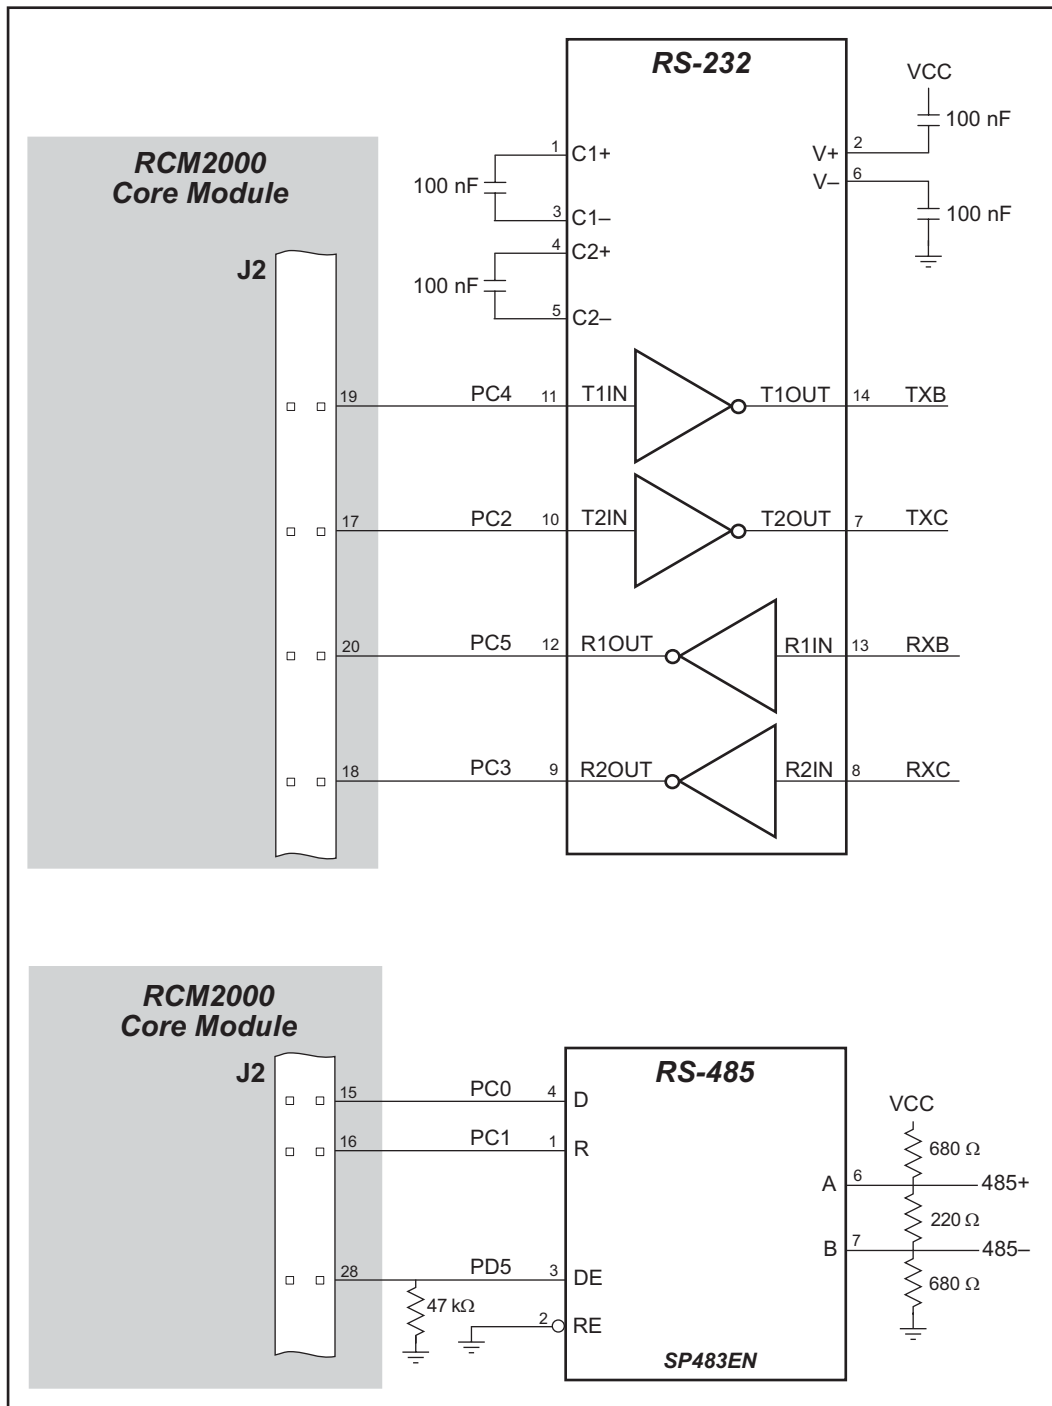 RS-232
VCC
100 nF
RCM2000
Core Module
1 C1+
V+ 2
V– 6
100 nF
3 C1–
100 nF
4 C2+
J2
100 nF
5 C2–
19 PC4 11 T1IN T1OUT 14 TXB
17 PC2 10 T2IN T2OUT 7 TXC
20 PC5 12 R1OUT R1IN 13 RXB
18 PC3 9 R2OUT R2IN 8 RXC
RCM2000
Core Module
J2
RS-485
15 PC0 4 D
VCC
16 PC1 1 R
680 Ω
A 6 485+
220 Ω
B 7 485–
28 PD5 3 DE
680 Ω
47 kΩ
2 RE
SP483EN